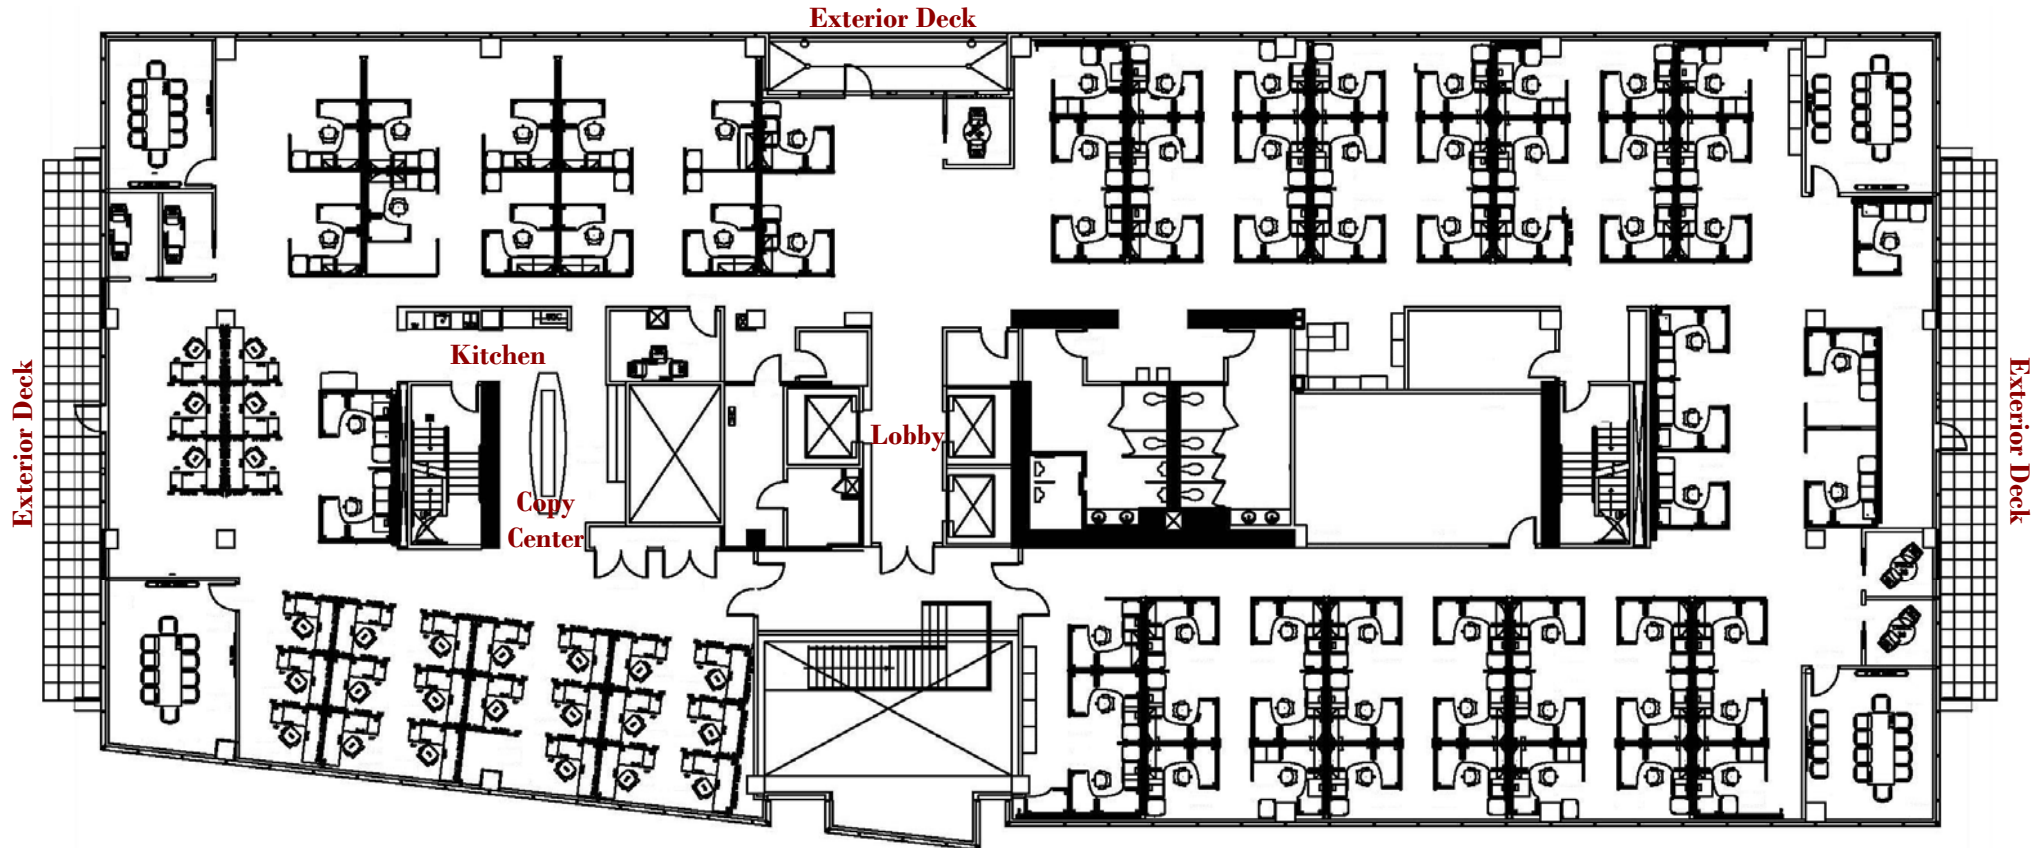 Exterior Deck
Kitchen
Exterior Deck
Lobby
Exterior Deck
Copy
Center